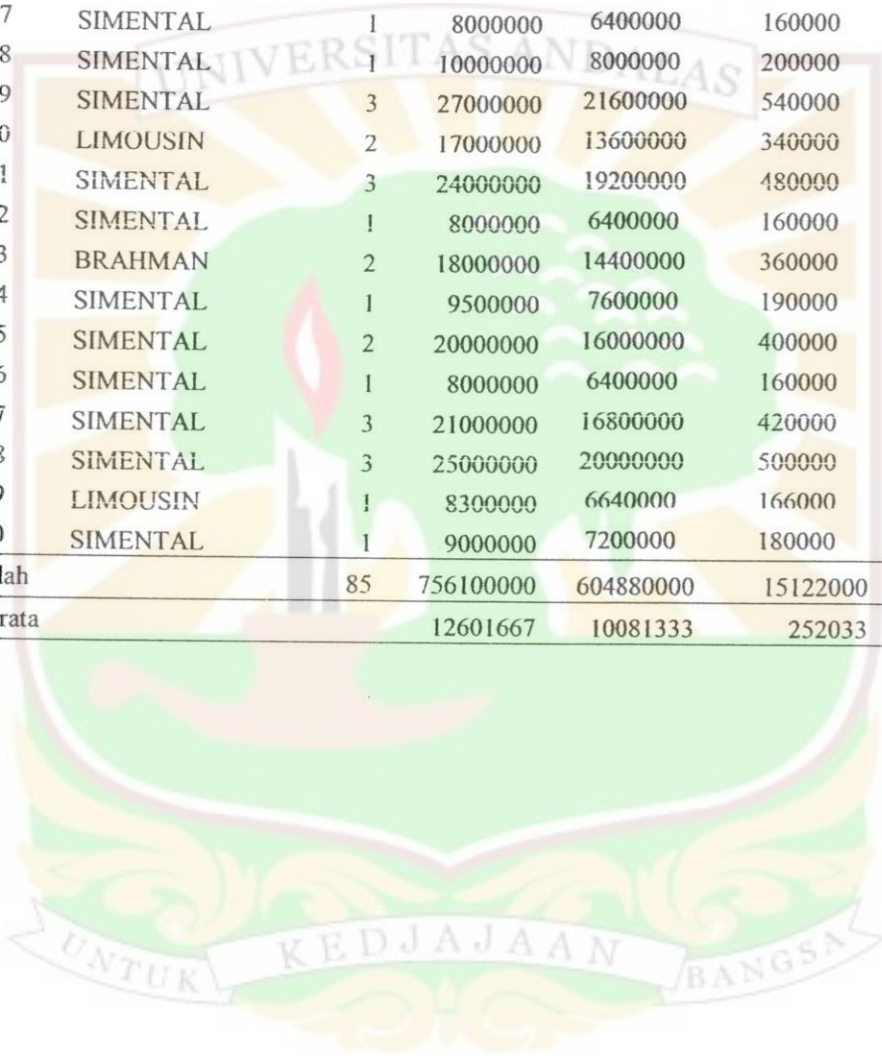 7 SIMENTAL 1 8000000 6400000 160000
8 SIMENTAL 1 10000000 8000000 200000
9 SIMENTAL 3 27000000 21600000 540000
0 LIMOUSIN 2 17000000 13600000 340000
1 SIMENTAL 3 24000000 19200000 480000
2 SIMENTAL 1 8000000 6400000 160000
3 BRAHMAN 2 18000000 14400000 360000
4 SIMENTAL 1 9500000 7600000 190000
5 SIMENTAL 2 20000000 16000000 400000
6 SIMENTAL 1 8000000 6400000 160000
7 SIMENTAL 3 21000000 16800000 420000
8 SIMENTAL 3 25000000 20000000 500000
9 LIMOUSIN 1 8300000 6640000 166000
0 SIMENTAL 1 9000000 7200000 180000
lah 85 756100000 604880000 15122000
rata 12601667 10081333 252033
UNIVERSITAS ANDALAS
UNTUK KEDJAJAAN BANGSA